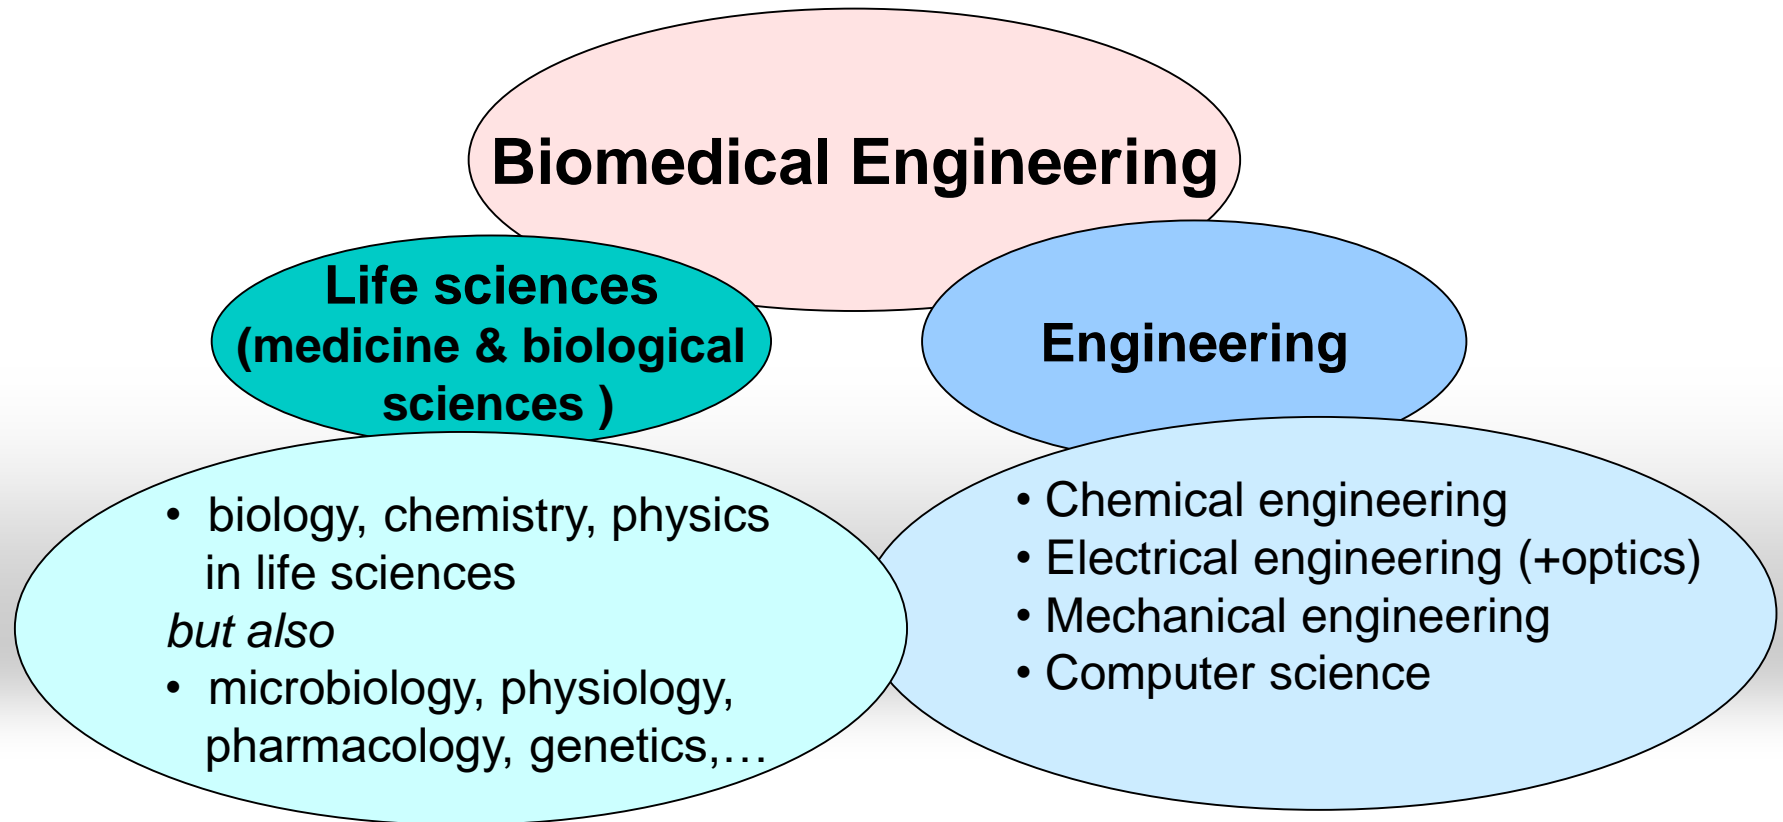 Biomedical Engineering
Life sciences
(medicine & biological
sciences )
Engineering
• biology, chemistry, physics
in life sciences
but also
• microbiology, physiology,
pharmacology, genetics,…
• Chemical engineering
• Electrical engineering (+optics)
• Mechanical engineering
• Computer science